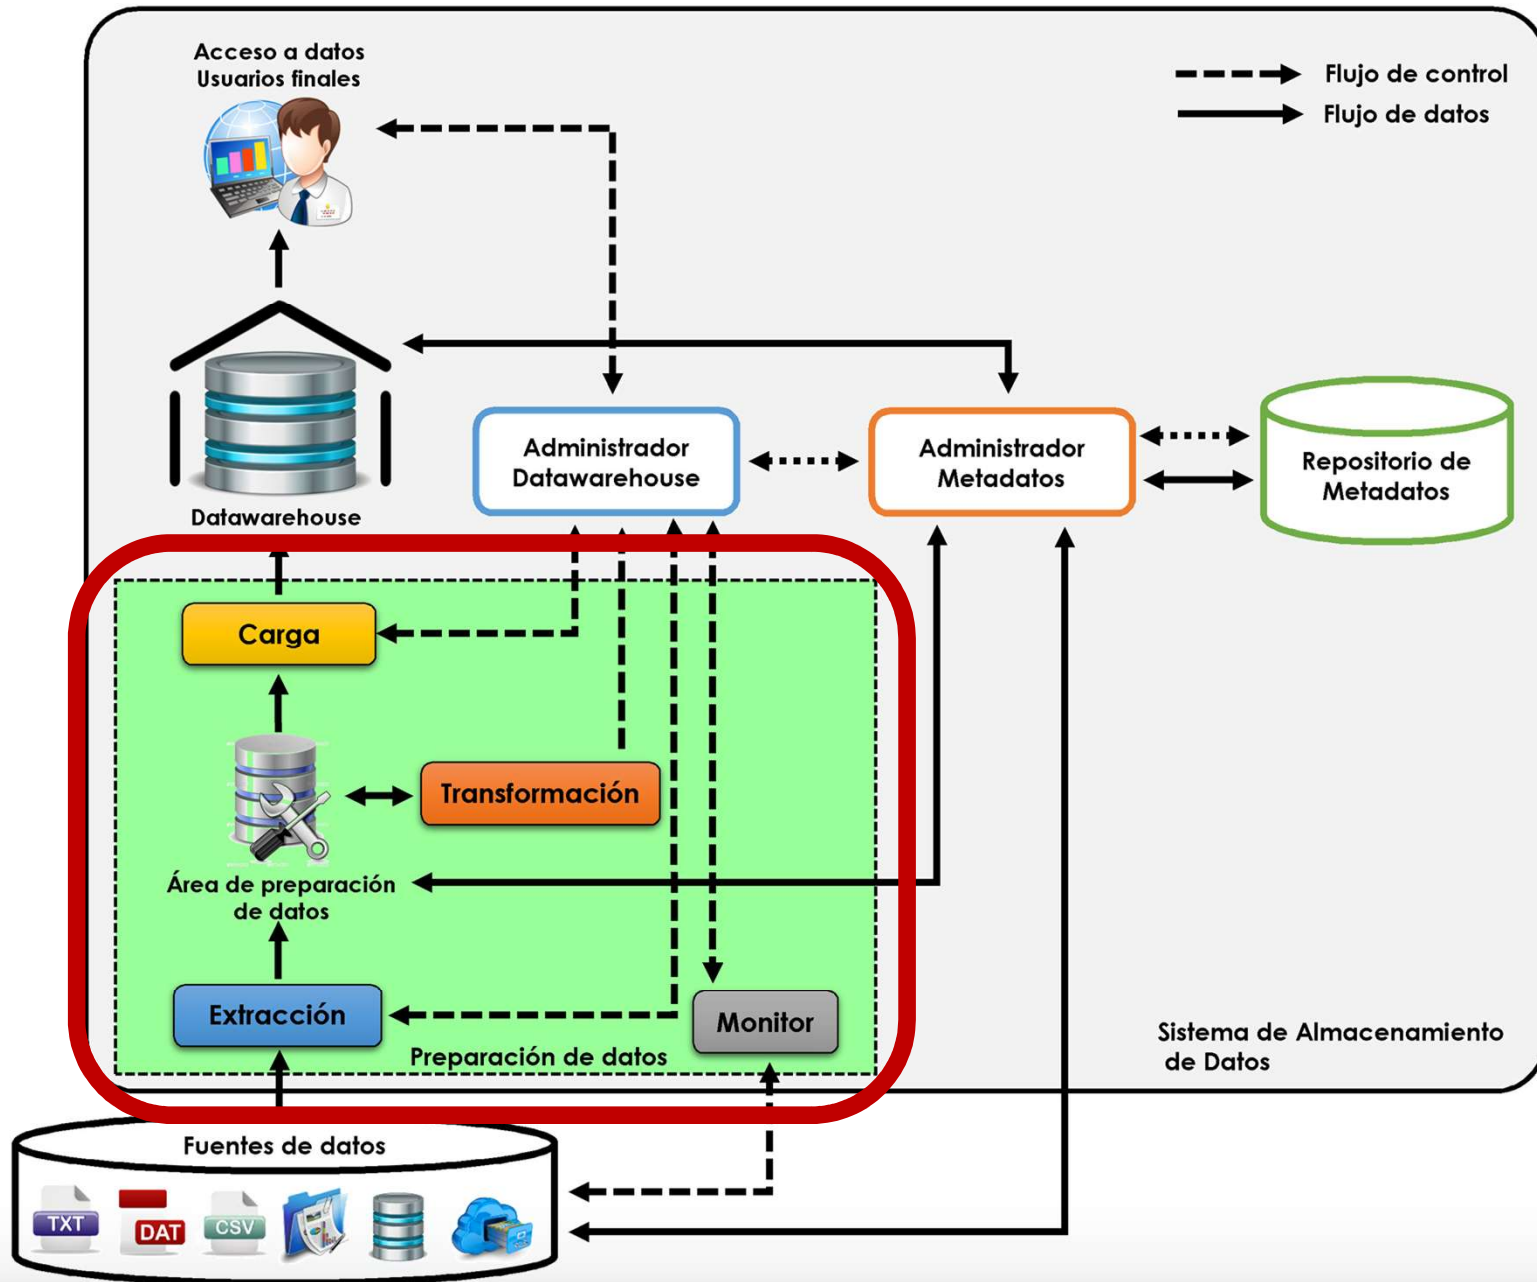 Acceso a datos
Usuarios finales
Flujo de control
Flujo de datos
Administrador
Datawarehouse
Administrador
Metadatos
Repositorio de
Metadatos
Datawarehouse
Carga
Transformación
Área de preparación
de datos
Extracción
Monitor
Preparación de datos
Sistema de Almacenamiento
de Datos
Fuentes de datos
TXT
DAT
CSV